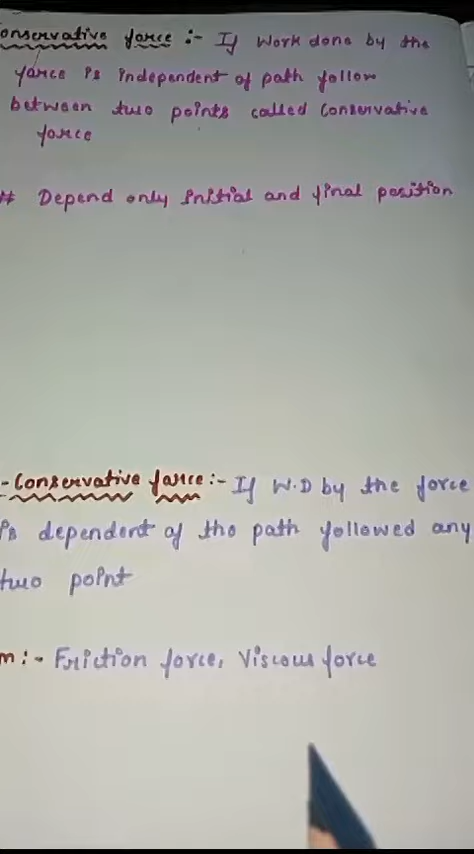 onservative force :- If Work done by the
force is independent of path follow
between two points called Conservative
force
# Depend only initial and final position
-Conservative force :- If W.D by the force
is dependent of the path followed any
two point
m :- Friction force, Viscous force